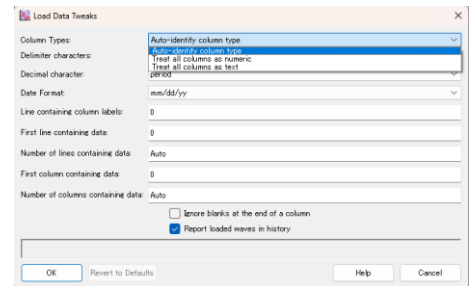 Load Data Tweaks
Column Types: Auto-identify column type
Auto-identify column type
Delimiter characters: Treat all columns as numeric
Treat all columns as text
Decimal character: period
Date Format: mm/dd/yy
Line containing column labels: 0
First line containing data: 0
Number of lines containing data: Auto
First column containing data: 0
Number of columns containing data: Auto
Ignore blanks at the end of a column
Report loaded waves in history
OK Revert to Defaults Help Cancel